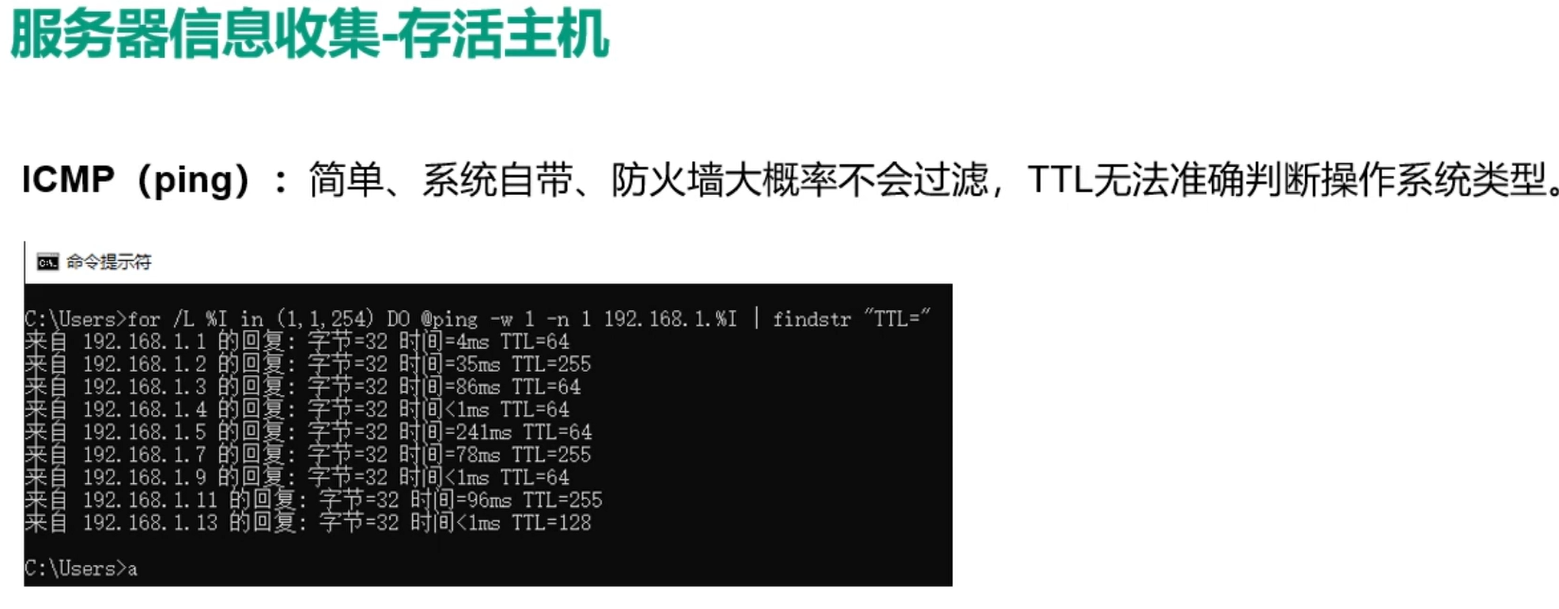 服务器信息收集-存活主机
ICMP（ping）：简单、系统自带、防火墙大概率不会过滤，TTL无法准确判断操作系统类型。
命令提示符
C:\Users>for /L %I in (1,1,254) DO @ping -w 1 -n 1 192.168.1.%I | findstr "TTL="
来自 192.168.1.1 的回复: 字节=32 时间=4ms TTL=64
来自 192.168.1.2 的回复: 字节=32 时间=35ms TTL=255
来自 192.168.1.3 的回复: 字节=32 时间=86ms TTL=64
来自 192.168.1.4 的回复: 字节=32 时间<1ms TTL=64
来自 192.168.1.5 的回复: 字节=32 时间=241ms TTL=64
来自 192.168.1.7 的回复: 字节=32 时间=78ms TTL=255
来自 192.168.1.9 的回复: 字节=32 时间<1ms TTL=64
来自 192.168.1.11 的回复: 字节=32 时间=96ms TTL=255
来自 192.168.1.13 的回复: 字节=32 时间<1ms TTL=128
C:\Users>a